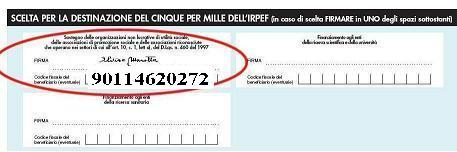 SCELTA PER LA DESTINAZIONE DEL CINQUE PER MILLE DELL'IRPEF (in caso di scelta FIRMARE in UNO degli spazi sottostanti)
Sostegno delle organizzazioni non lucrative di utilità sociale,
delle associazioni di promozione sociale e delle associazioni riconosciute
che operano nei settori di cui all'art. 10, c. 1, lett a), del D.Lgs. n. 460 del 1997
FIRMA
Codice fiscale del
beneficiario (eventuale)
90114620272
Finanziamento agli enti
della ricerca scientifica e della università
FIRMA
Codice fiscale del
beneficiario (eventuale)
Finanziamento agli enti
della ricerca sanitaria
FIRMA
Codice fiscale del
beneficiario (eventuale)